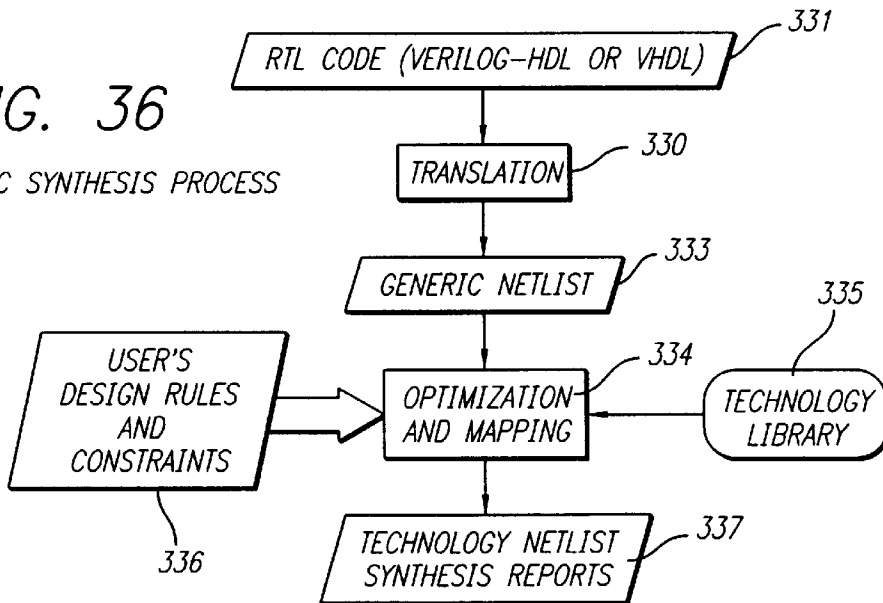 331
RTL CODE (VERILOG-HDL OR VHDL)
G. 36
330
TRANSLATION
C SYNTHESIS PROCESS
333
GENERIC NETLIST
335
334
USER'S
DESIGN RULES
AND
CONSTRAINTS
OPTIMIZATION
AND MAPPING
TECHNOLOGY
LIBRARY
336
337
TECHNOLOGY NETLIST
SYNTHESIS REPORTS